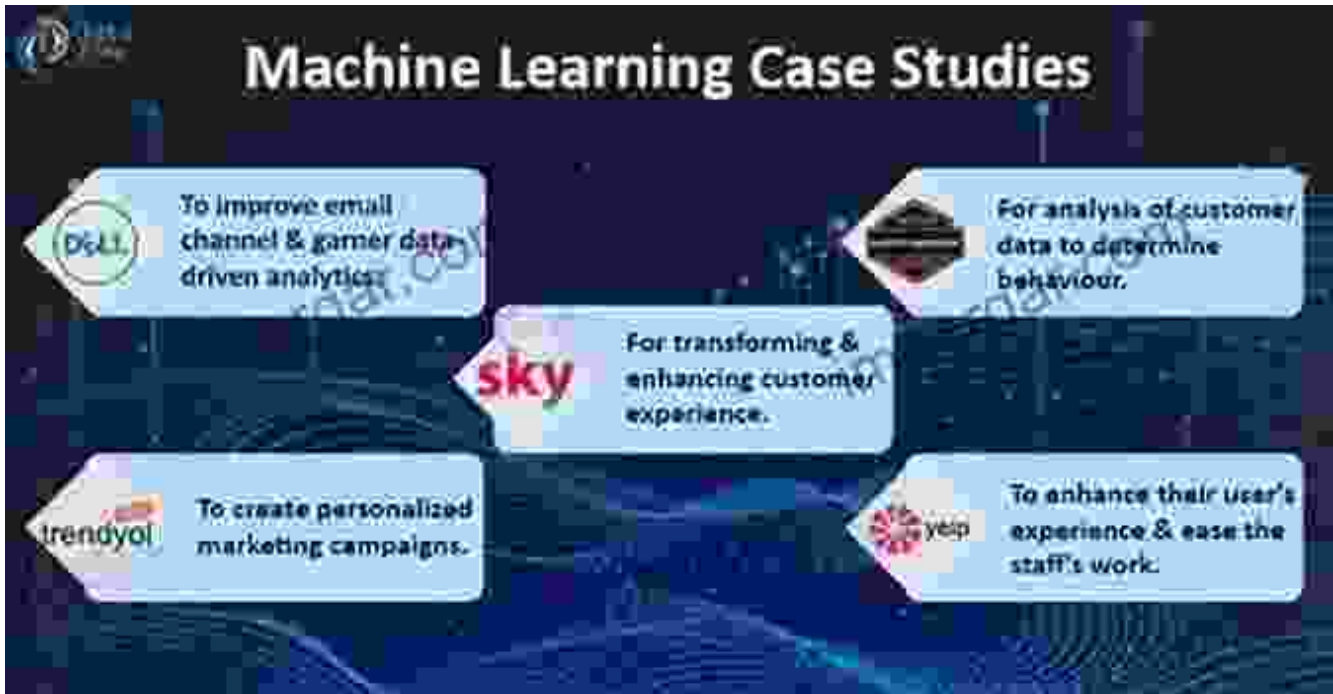 Machine Learning Case Studies
To improve email
channel & garner data-
driven analytics.
DELL
For analysis of customer
data to determine
behaviour.
sky
For transforming &
enhancing customer
experience.
trendyol
To create personalized
marketing campaigns.
yelp
To enhance their user's
experience & ease the
staff's work.